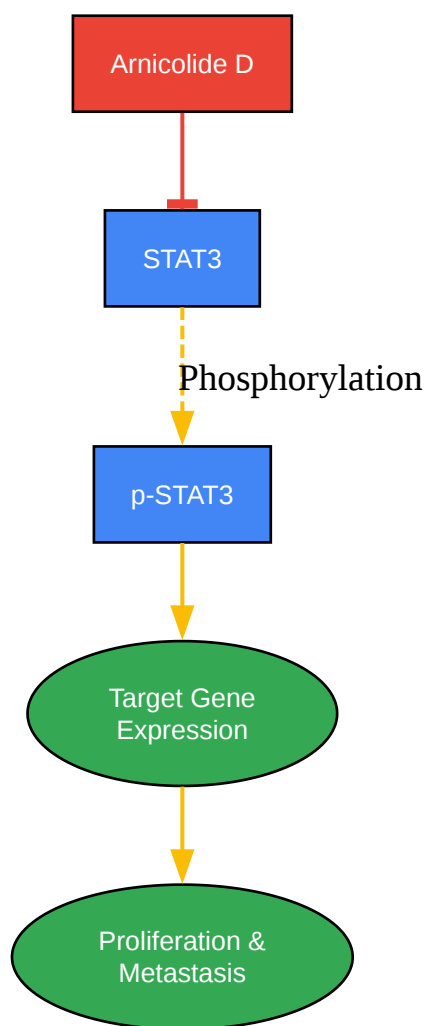 Arnicolide D
STAT3
Phosphorylation
p-STAT3
Target Gene
Expression
Proliferation &
Metastasis